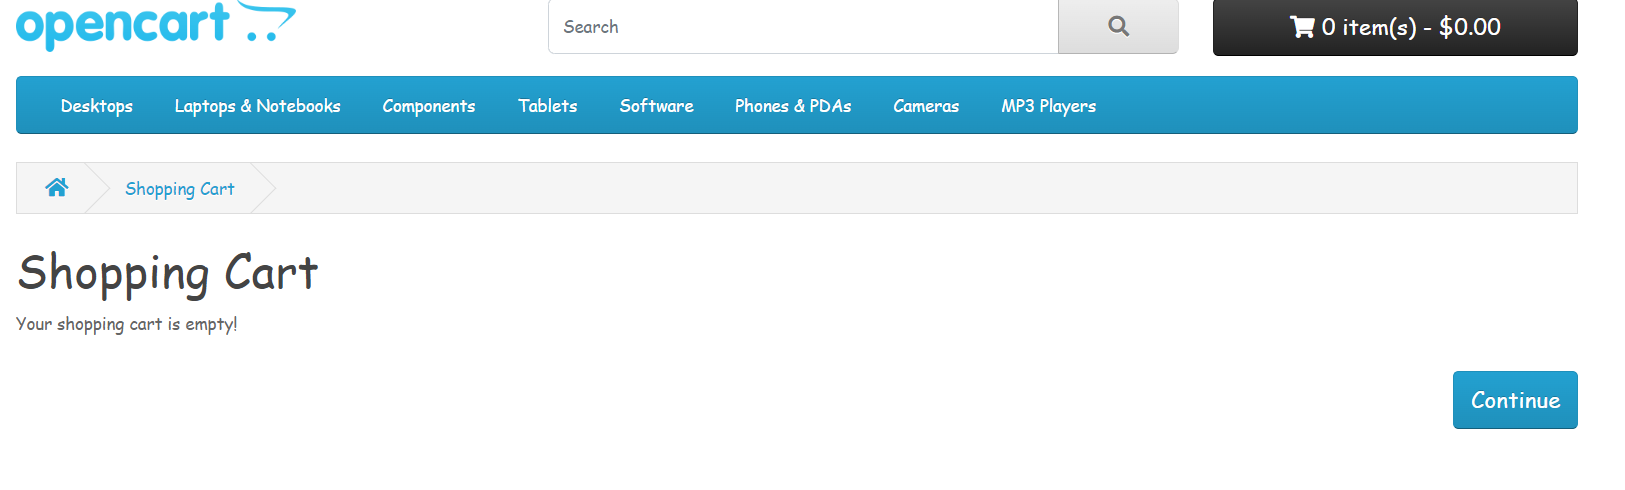 opencart
Search
0 item(s) - $0.00
Desktops Laptops & Notebooks Components Tablets Software Phones & PDAs Cameras MP3 Players
Shopping Cart
Shopping Cart
Your shopping cart is empty!
Continue